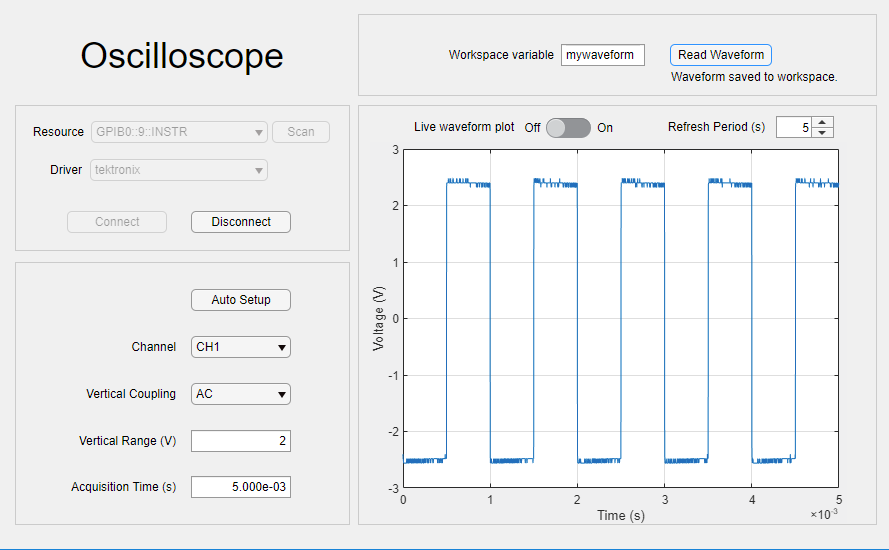 Oscilloscope
Workspace variable mywaveform Read Waveform
Waveform saved to workspace.
Resource GPIB0::9::INSTR Scan
Driver tektronix
Connect Disconnect
Auto Setup
Channel CH1
Vertical Coupling AC
Vertical Range (V) 2
Acquisition Time (s) 5.000e-03
Live waveform plot Off On Refresh Period (s) 5
3
2
1
0
-1
-2
-3
Voltage (V)
0 1 2 3 4 5
Time (s)
×10-3